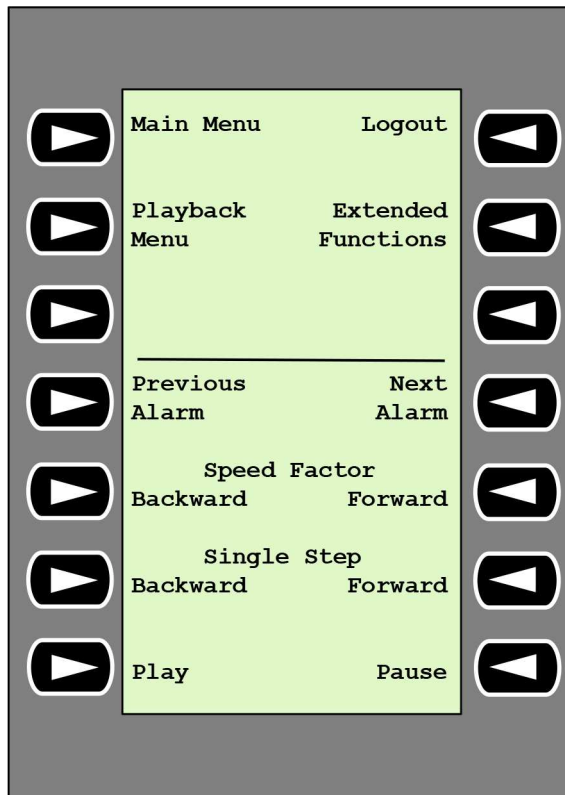 Main Menu Logout
Playback Extended
Menu Functions
Previous Next
Alarm Alarm
Speed Factor
Backward Forward
Single Step
Backward Forward
Play Pause